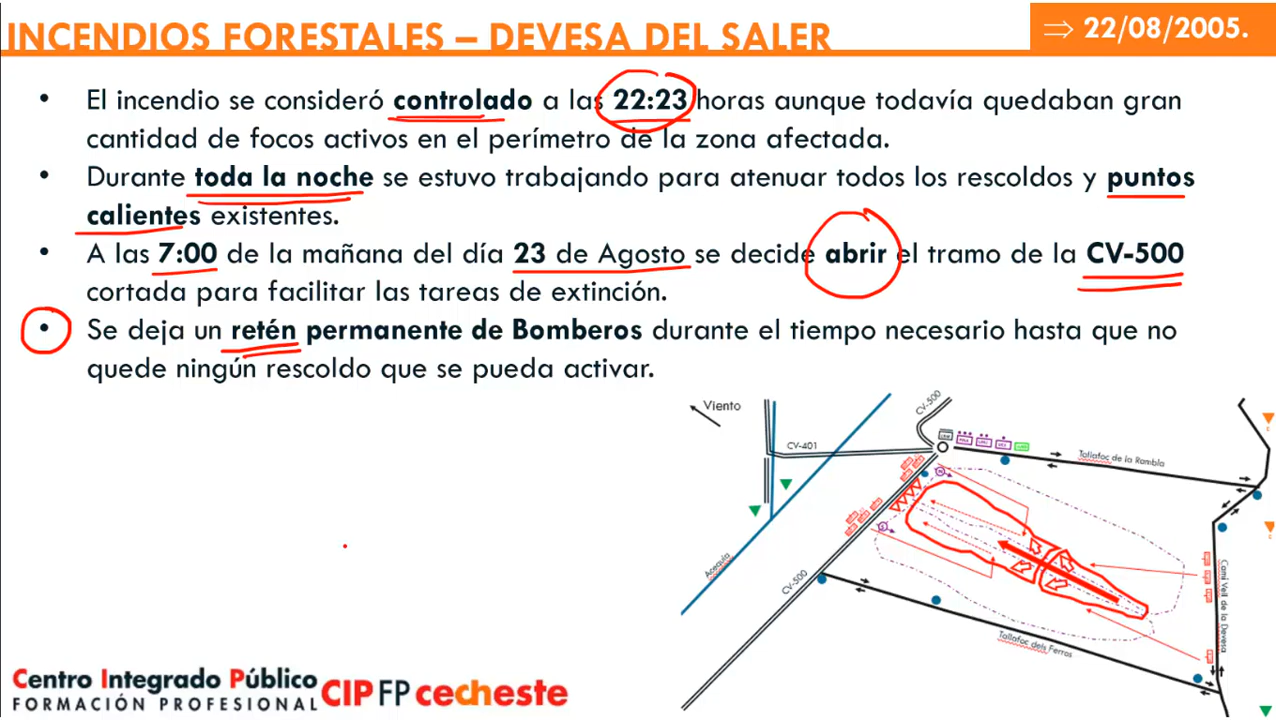 INCENDIOS FORESTALES – DEVESA DEL SALER
⇒ 22/08/2005.
• El incendio se consideró controlado a las 22:23 horas aunque todavía quedaban gran
cantidad de focos activos en el perímetro de la zona afectada.
• Durante toda la noche se estuvo trabajando para atenuar todos los rescoldos y puntos
calientes existentes.
• A las 7:00 de la mañana del día 23 de Agosto se decide abrir el tramo de la CV-500
cortada para facilitar las tareas de extinción.
• Se deja un retén permanente de Bomberos durante el tiempo necesario hasta que no
quede ningún rescoldo que se pueda activar.
Viento
CV-500
CV-401
Tallafoc de la Rambla
Acequia
CV-500
Camí Vell de la Devesa
Tallafoc dels Ferros
Centro Integrado Público
FORMACIÓN PROFESIONAL
CIP FP cecheste